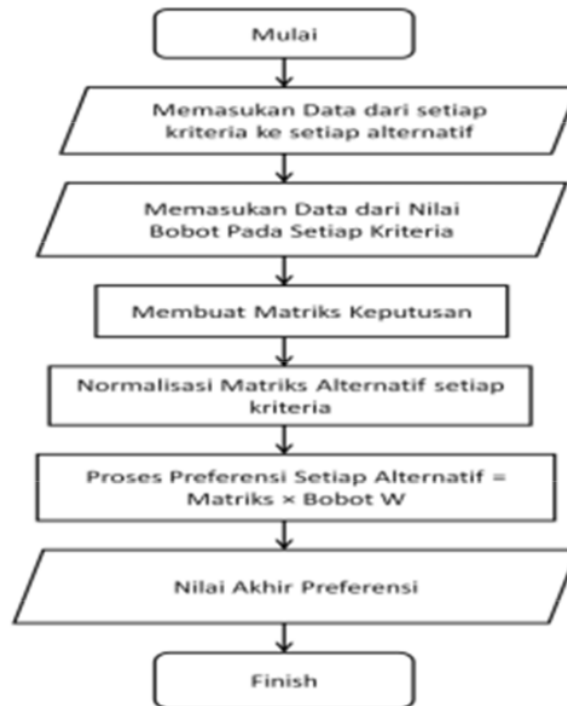 Mulai
Memasukan Data dari setiap
kriteria ke setiap alternatif
Memasukan Data dari Nilai
Bobot Pada Setiap Kriteria
Membuat Matriks Keputusan
Normalisasi Matriks Alternatif setiap
kriteria
Proses Preferensi Setiap Alternatif =
Matriks × Bobot W
Nilai Akhir Preferensi
Finish